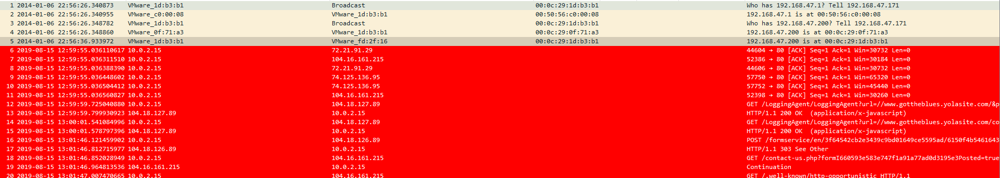 1 2014-01-06 22:56:26.340873 VMware_1d:b3:b1 Broadcast 00:0c:29:1d:b3:b1 Who has 192.168.47.1? Tell 192.168.47.171
2 2014-01-06 22:56:26.340955 VMware_c0:00:08 VMware_1d:b3:b1 00:50:56:c0:00:08 192.168.47.1 is at 00:50:56:c0:00:08
3 2014-01-06 22:56:26.348782 VMware_1d:b3:b1 Broadcast 00:0c:29:1d:b3:b1 Who has 192.168.47.200? Tell 192.168.47.171
4 2014-01-06 22:56:26.348860 VMware_0f:71:a3 VMware_1d:b3:b1 00:0c:29:0f:71:a3 192.168.47.200 is at 00:0c:29:0f:71:a3
5 2014-01-06 22:56:36.933972 VMware_1d:b3:b1 VMware_fd:2f:16 00:0c:29:1d:b3:b1 192.168.47.200 is at 00:0c:29:1d:b3:b1
6 2019-08-15 12:59:55.036110617 10.0.2.15 72.21.91.29 44604 → 80 [ACK] Seq=1 Ack=1 Win=30732 Len=0
7 2019-08-15 12:59:55.036311510 10.0.2.15 104.16.161.215 52386 → 80 [ACK] Seq=1 Ack=1 Win=30184 Len=0
8 2019-08-15 12:59:55.036388390 10.0.2.15 72.21.91.29 44606 → 80 [ACK] Seq=1 Ack=1 Win=30732 Len=0
9 2019-08-15 12:59:55.036448602 10.0.2.15 74.125.136.95 57750 → 80 [ACK] Seq=1 Ack=1 Win=65320 Len=0
10 2019-08-15 12:59:55.036504412 10.0.2.15 74.125.136.95 57752 → 80 [ACK] Seq=1 Ack=1 Win=45440 Len=0
11 2019-08-15 12:59:55.036560827 10.0.2.15 104.16.161.215 52398 → 80 [ACK] Seq=1 Ack=1 Win=30260 Len=0
12 2019-08-15 12:59:59.725040880 10.0.2.15 104.18.127.89 GET /LoggingAgent/LoggingAgent?url=//www.gottheblues.yolasite.com/&p
13 2019-08-15 12:59:59.799930923 104.18.127.89 10.0.2.15 HTTP/1.1 200 OK (application/x-javascript)
14 2019-08-15 13:00:01.541084996 10.0.2.15 104.18.127.89 GET /LoggingAgent/LoggingAgent?url=//www.gottheblues.yolasite.com/co
15 2019-08-15 13:00:01.578797396 104.18.127.89 10.0.2.15 HTTP/1.1 200 OK (application/x-javascript)
16 2019-08-15 13:01:46.121459902 10.0.2.15 104.18.126.89 POST /formservice/en/3f64542cb2e3439c9bd01649ce5595ad/6150f4b5461643
17 2019-08-15 13:01:46.812715977 104.18.126.89 10.0.2.15 HTTP/1.1 303 See Other
18 2019-08-15 13:01:46.852028949 10.0.2.15 104.16.161.215 GET /contact-us.php?formI660593e583e747f1a91a77ad0d3195e3Posted=true
19 2019-08-15 13:01:46.964813536 104.16.161.215 10.0.2.15 Continuation
20 2019-08-15 13:01:47.007470665 10.0.2.15 104.16.161.215 GET /.well-known/http-opportunistic HTTP/1.1